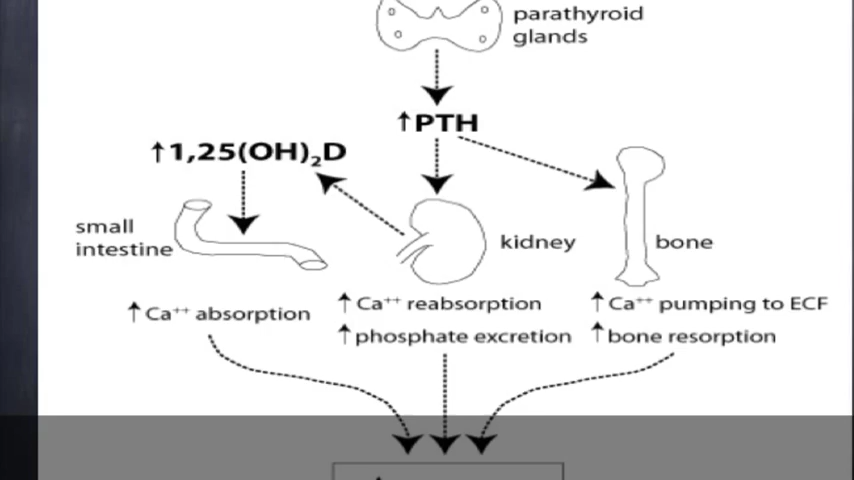 parathyroid
glands
↑PTH
↑1,25(OH)₂D
small
intestine
kidney
bone
↑Ca⁺⁺ absorption
↑Ca⁺⁺ reabsorption
↑phosphate excretion
↑Ca⁺⁺ pumping to ECF
↑bone resorption